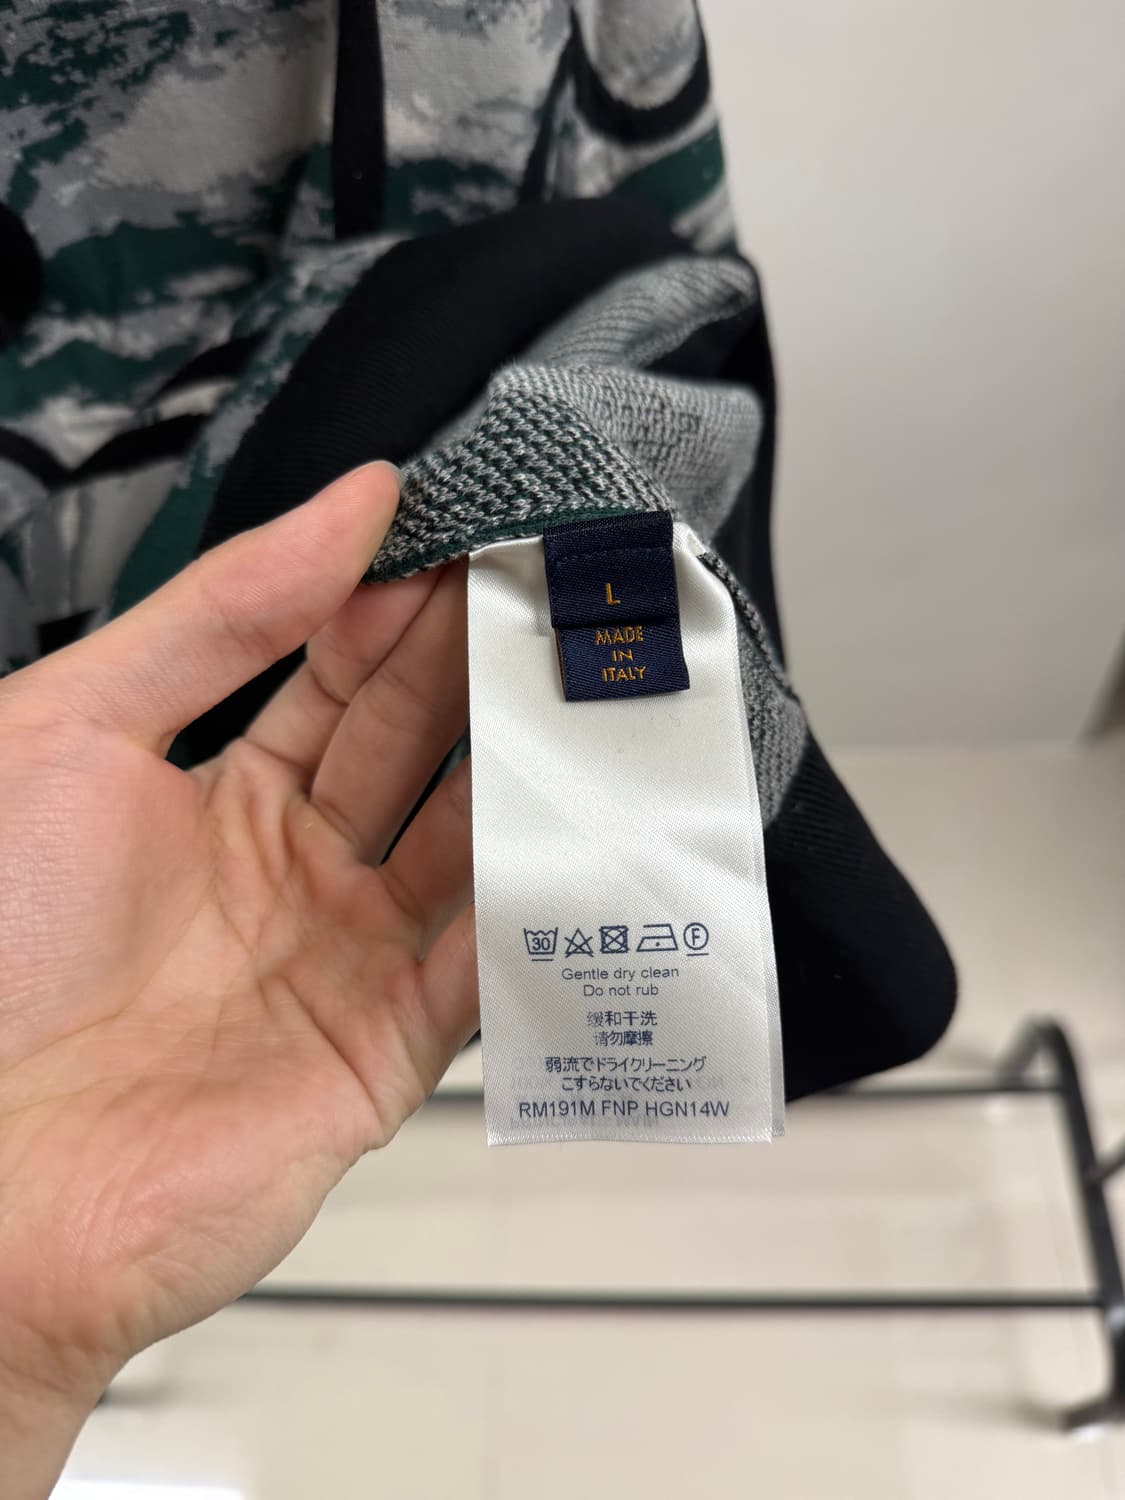 L
MADE
IN
ITALY
30
F
Gentle dry clean
Do not rub
缓和干洗
请勿摩擦
弱流でドライクリーニング
こすらないでください
RM191M FNP HGN14W